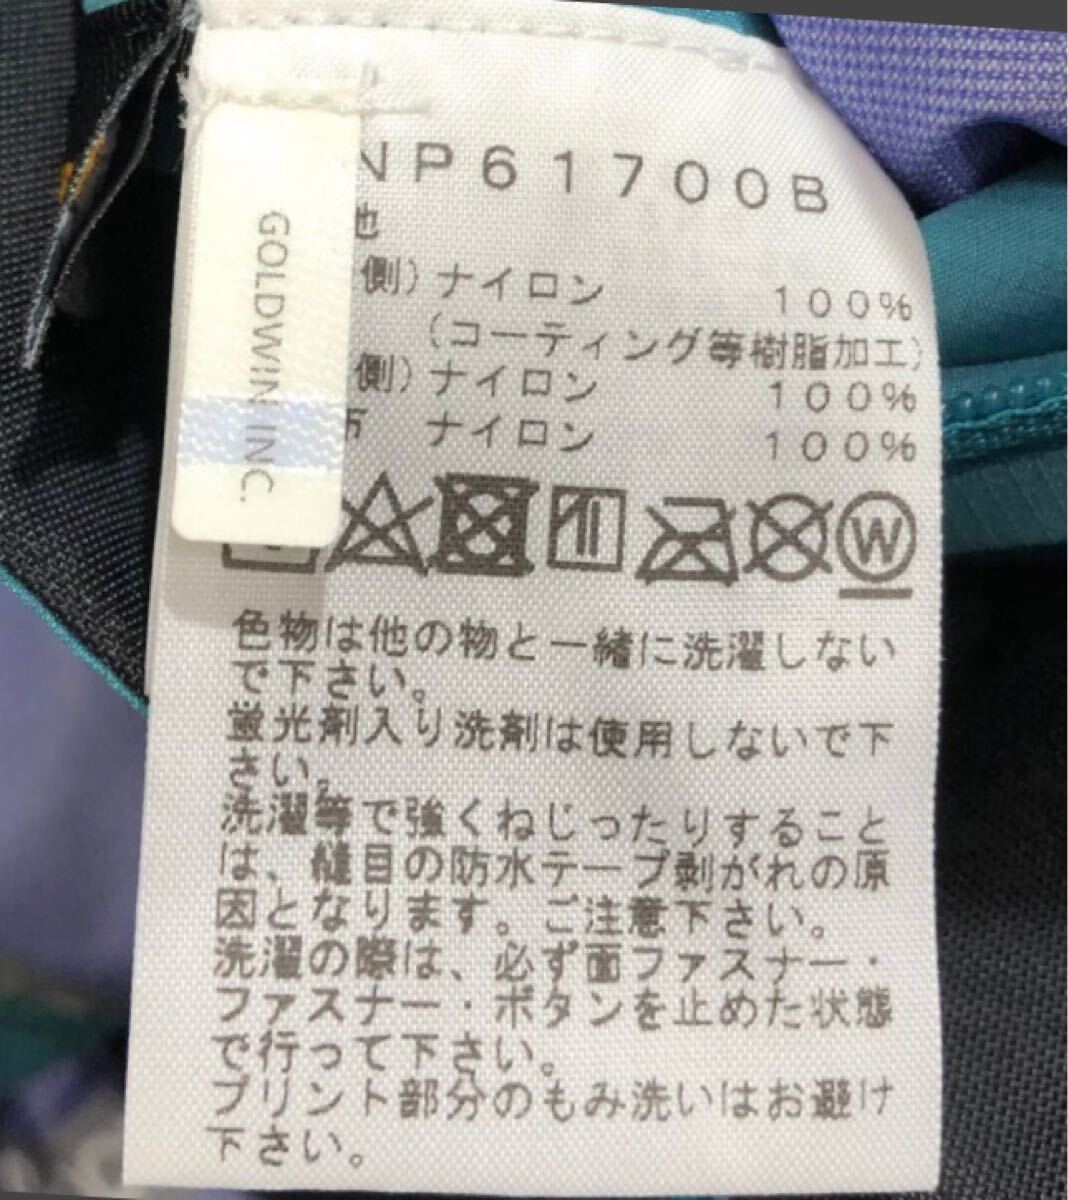 NP61700B
地
側）ナイロン 100%
（コーティング等樹脂加工）
側）ナイロン 100%
ナイロン 100%
GOLDWIN INC.
W
色物は他の物と一緒に洗濯しない
で下さい。
蛍光剤入り洗剤は使用しないで下
さい。
洗濯等で強くねじったりすること
は、縫目の防水テープ剥がれの原
因となります。ご注意下さい。
洗濯の際は、必ず面ファスナー・
ファスナー・ボタンを止めた状態
で行って下さい。
プリント部分のもみ洗いはお避け
下さい。